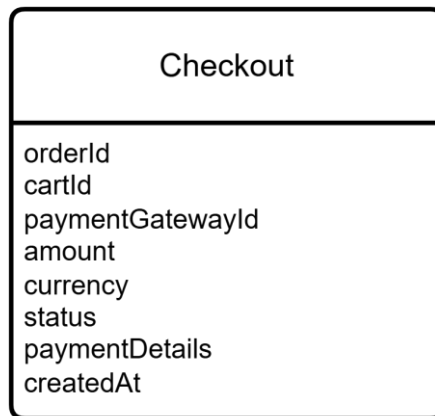 Checkout
orderId
cartId
paymentGatewayId
amount
currency
status
paymentDetails
createdAt